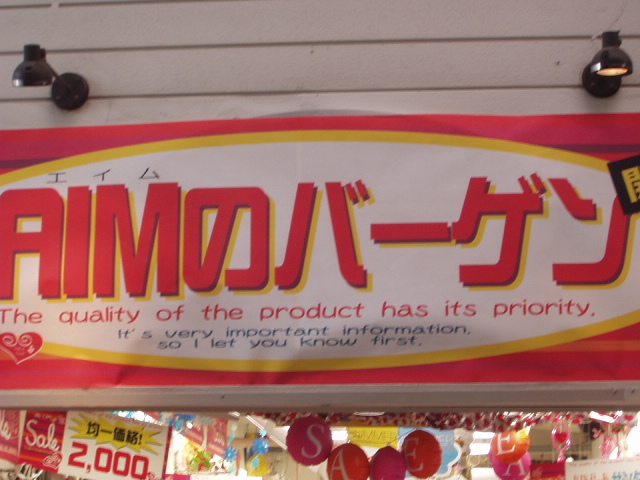 エイム
AIMのバーゲン
The quality of the product has its priority.
It's very important information,
so I let you know first.
Sale
均一価格!
2,000
SALE